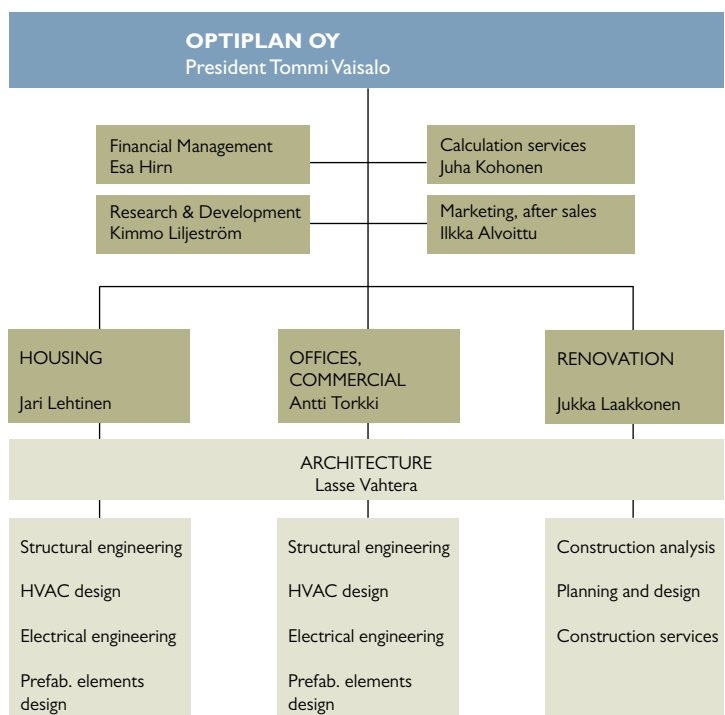 OPTIPLAN OY
President Tommi Vaisalo
Financial Management
Esa Hirn
Calculation services
Juha Kohonen
Research & Development
Kimmo Liljeström
Marketing, after sales
Ilkka Alvoittu
HOUSING
Jari Lehtinen
OFFICES,
COMMERCIAL
Antti Torkki
RENOVATION
Jukka Laakkonen
ARCHITECTURE
Lasse Vahtera
Structural engineering
HVAC design
Electrical engineering
Prefab. elements
design
Structural engineering
HVAC design
Electrical engineering
Prefab. elements
design
Construction analysis
Planning and design
Construction services